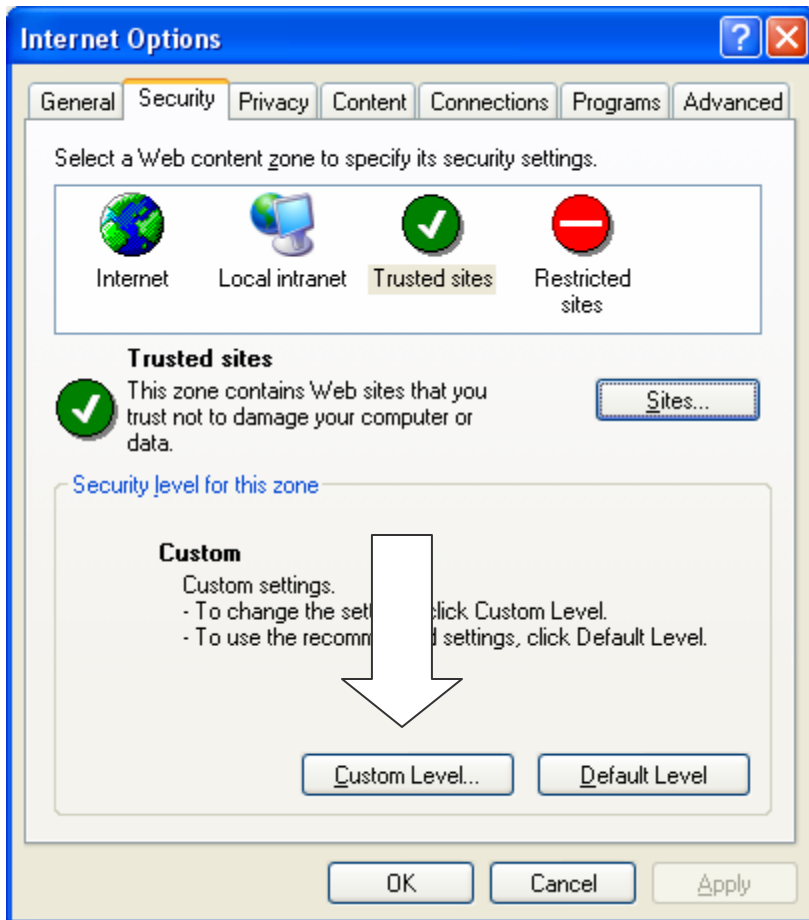 Internet Options
General Security Privacy Content Connections Programs Advanced
Select a Web content zone to specify its security settings.
Internet Local intranet Trusted sites Restricted
sites
Trusted sites
This zone contains Web sites that you
trust not to damage your computer or
data.
Sites...
Security level for this zone
Custom
Custom settings.
- To change the click Custom Level.
- To use the settings, click Default Level.
Custom Level... Default Level
OK Cancel Apply